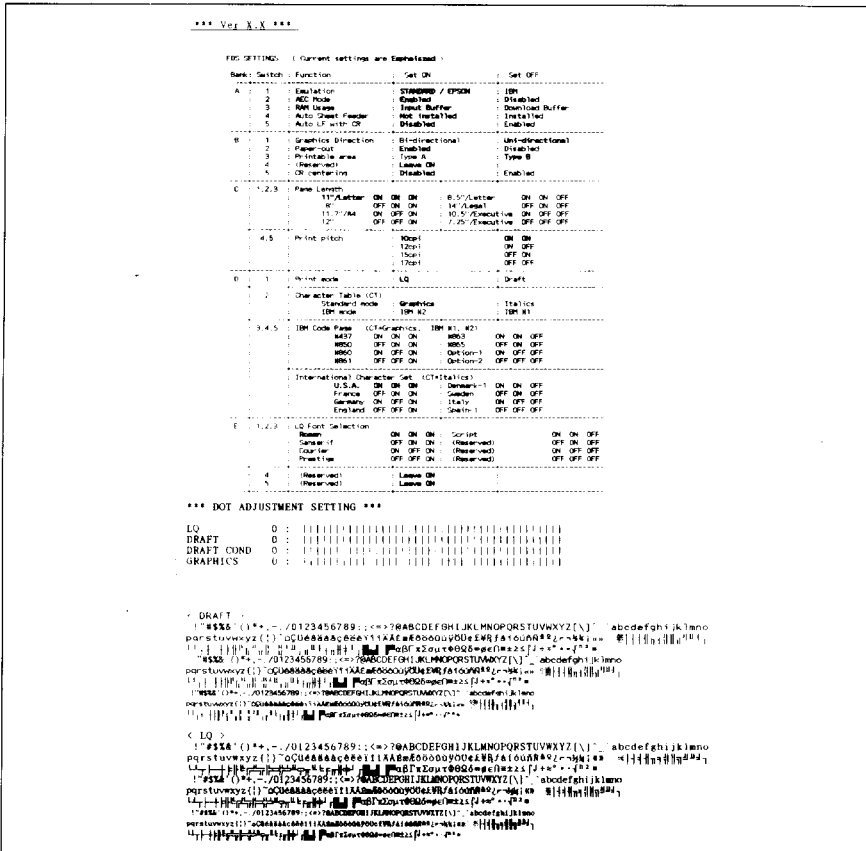 *** Ver X.X ***
EDS SETTINGS ( Current settings are Emphasized )
Bank: Switch : Function : Set ON : Set OFF
A : 1 : Emulation : STANDARD / EPSON : IBM
2 : AEC Mode : Enabled : Disabled
3 : RAM Usage : Input Buffer : Download Buffer
4 : Auto Sheet Feeder : Not installed : Installed
5 : Auto LF with CR : Disabled : Enabled
B : 1 : Graphics Direction : Bi-directional : Uni-directional
2 : Paper-out : Enabled : Disabled
3 : Printable area : Type A : Type B
4 : (Reserved) : Leave ON
5 : CR centering : Disabled : Enabled
C : 1,2,3 : Page Length
11"/Letter ON ON ON : 8.5"/Letter ON ON OFF
8" OFF ON ON : 14"/Legal OFF ON OFF
11.7"/A4 ON OFF ON : 10.5"/Executive ON OFF OFF
12" OFF OFF ON : 7.25"/Executive OFF OFF OFF
4,5 : Print pitch : 10cpi ON ON
: 12cpi ON OFF
: 15cpi OFF ON
: 17cpi OFF OFF
D : 1 : Print mode : LQ : Draft
2 : Character Table (CT)
Standard mode : Graphics : Italics
IBM mode : IBM #2 : IBM #1
3,4,5 : IBM Code Page (CT=Graphics, IBM #1, #2)
#437 ON ON ON : #863 ON ON OFF
#850 OFF ON ON : #865 OFF ON OFF
#860 ON OFF ON : Option-1 ON OFF OFF
#861 OFF OFF ON : Option-2 OFF OFF OFF
: International Character Set (CT=Italics)
U.S.A. ON ON ON : Denmark-1 ON ON OFF
France OFF ON ON : Sweden OFF ON OFF
Germany ON OFF ON : Italy ON OFF OFF
England OFF OFF ON : Spain-1 OFF OFF OFF
E : 1,2,3 : LQ Font Selection
Roman ON ON ON : Script ON ON OFF
Sanserif OFF ON ON : (Reserved) OFF ON OFF
Courier ON OFF ON : (Reserved) ON OFF OFF
Prestige OFF OFF ON : (Reserved) OFF OFF OFF
4 : (Reserved) : Leave ON :
5 : (Reserved) : Leave ON :
*** DOT ADJUSTMENT SETTING ***
LQ 0 :
DRAFT 0 :
DRAFT COND 0 :
GRAPHICS 0 :
< DRAFT >
!"#$%&'()*+,-./0123456789:;<=>?@ABCDEFGHIJKLMNOPQRSTUVWXYZ[\]^_`abcdefghijklmno
pqrstuvwxyz{|}~
!"#$%&'()*+,-./0123456789:;<=>?@ABCDEFGHIJKLMNOPQRSTUVWXYZ[\]^_`abcdefghijklmno
pqrstuvwxyz{|}~
!"#$%&'()*+,-./0123456789:;<=>?@ABCDEFGHIJKLMNOPQRSTUVWXYZ[\]^_`abcdefghijklmno
pqrstuvwxyz{|}~
< LQ >
!"#$%&'()*+,-./0123456789:;<=>?@ABCDEFGHIJKLMNOPQRSTUVWXYZ[\]^_`abcdefghijklmno
pqrstuvwxyz{|}~
!"#$%&'()*+,-./0123456789:;<=>?@ABCDEFGHIJKLMNOPQRSTUVWXYZ[\]^_`abcdefghijklmno
pqrstuvwxyz{|}~
!"#$%&'()*+,-./0123456789:;<=>?@ABCDEFGHIJKLMNOPQRSTUVWXYZ[\]^_`abcdefghijklmno
pqrstuvwxyz{|}~